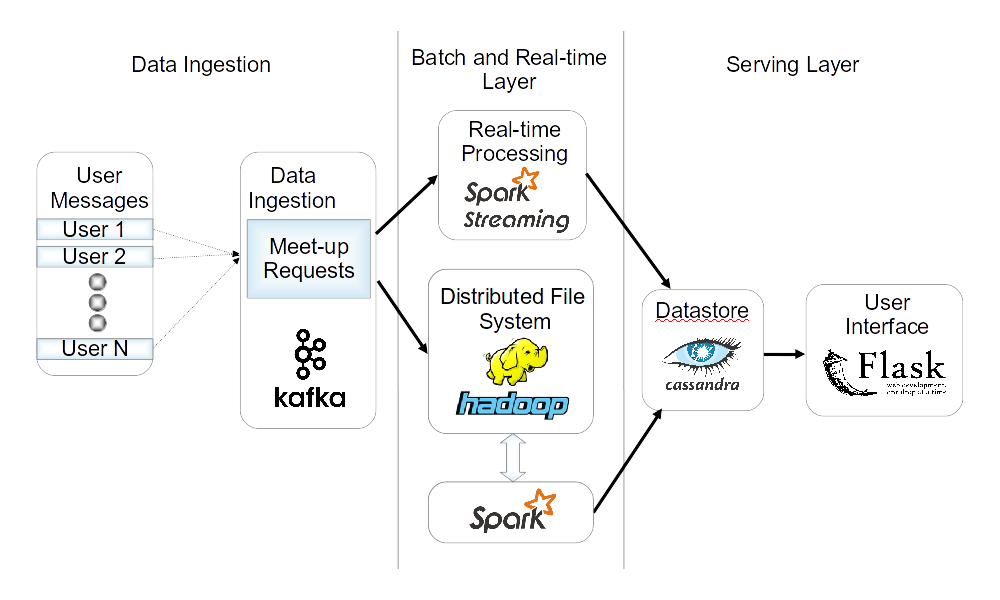 Data Ingestion
Batch and Real-time
Layer
Serving Layer
User
Messages
User 1
User 2
User N
Data
Ingestion
Meet-up
Requests
kafka
Real-time
Processing
Spark
Streaming
Distributed File
System
hadoop
Spark
Datastore
cassandra
User
Interface
Flask
web development,
one drop at a time